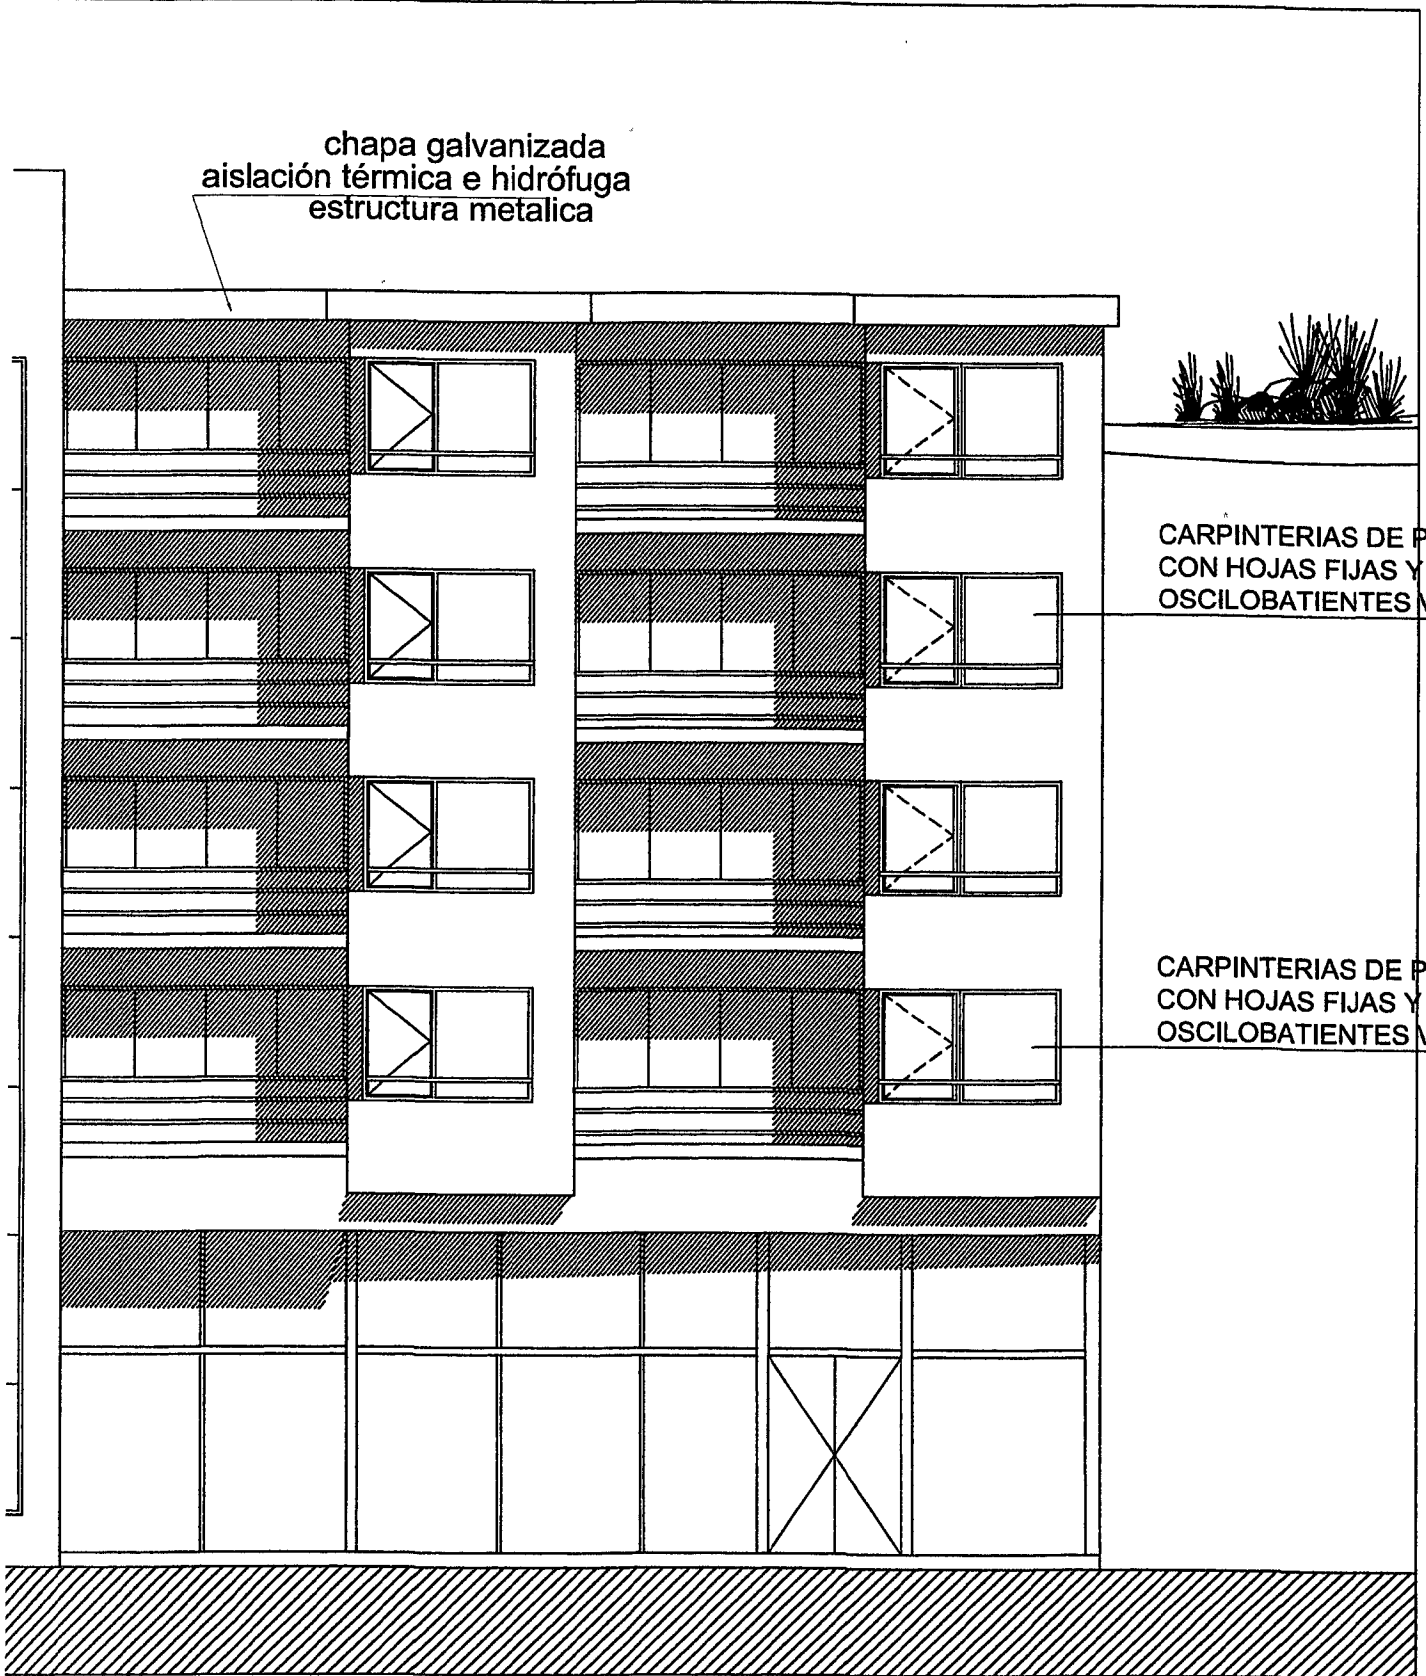 chapa galvanizada
aislación térmica e hidrófuga
estructura metalica
CARPINTERIAS DE P
CON HOJAS FIJAS Y
OSCILOBATIENTES V
CARPINTERIAS DE P
CON HOJAS FIJAS Y
OSCILOBATIENTES V